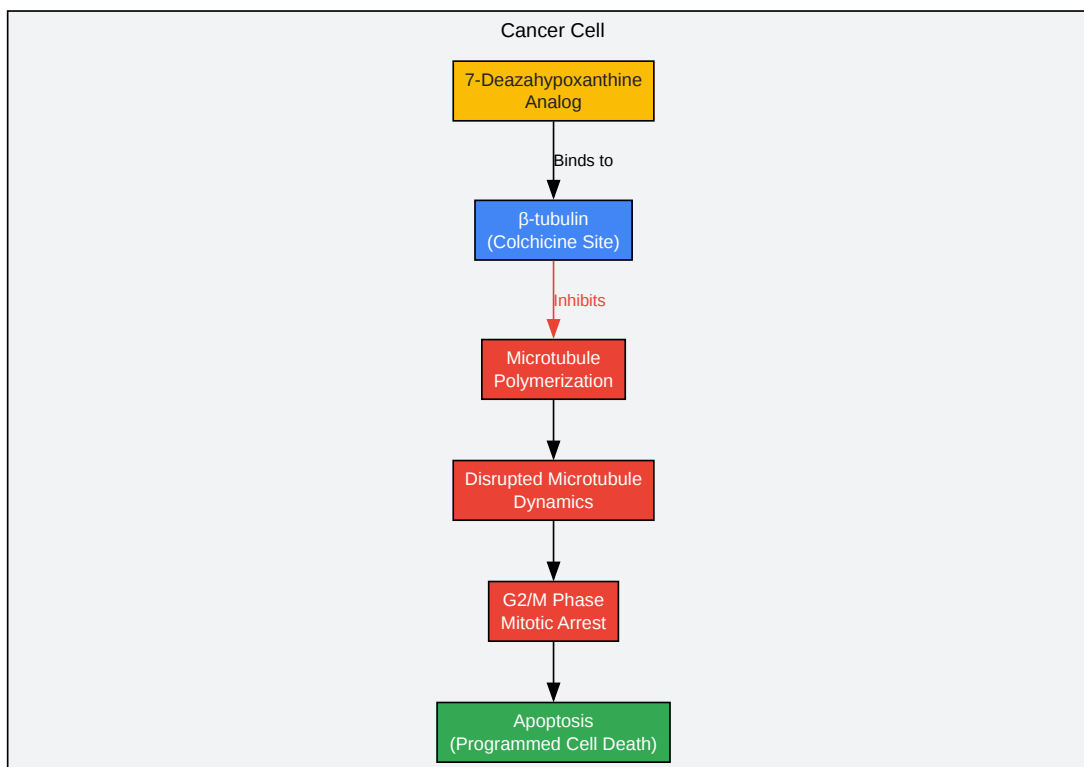 Cancer Cell
7-Deazahypoxanthine
Analog
Binds to
β-tubulin
(Colchicine Site)
Inhibits
Microtubule
Polymerization
Disrupted Microtubule
Dynamics
G2/M Phase
Mitotic Arrest
Apoptosis
(Programmed Cell Death)